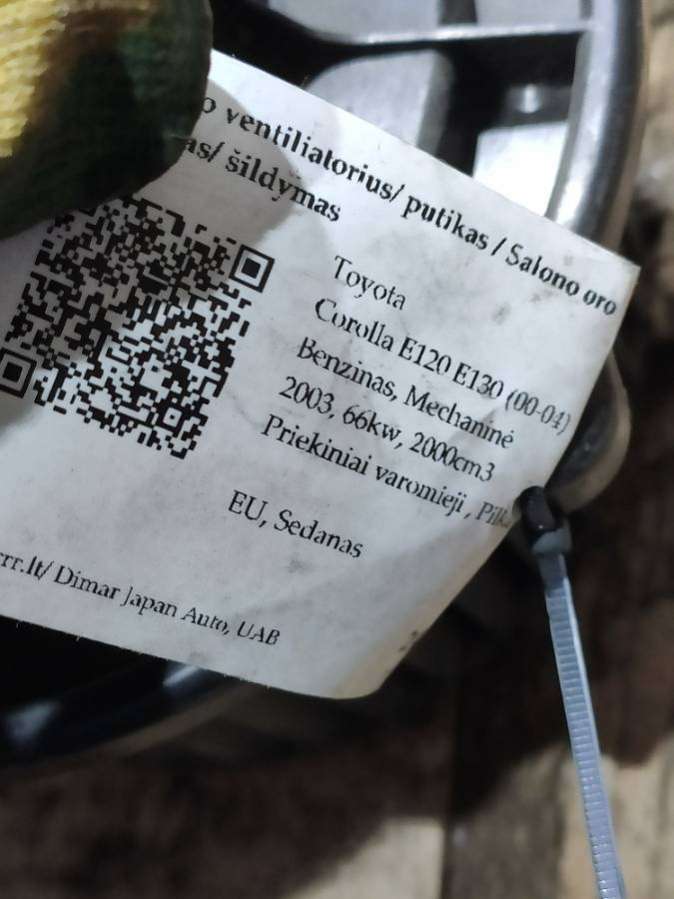 o ventiliatorius/ putikas / Salono oro
as/ šildymas
Toyota
Corolla E120 E130 (00-04)
Benzinas, Mechaninė
2003, 66kw, 2000cm3
Priekiniai varomieji,
EU, Sedanas
rrr.lt/ Dimar Japan Auto, UAB